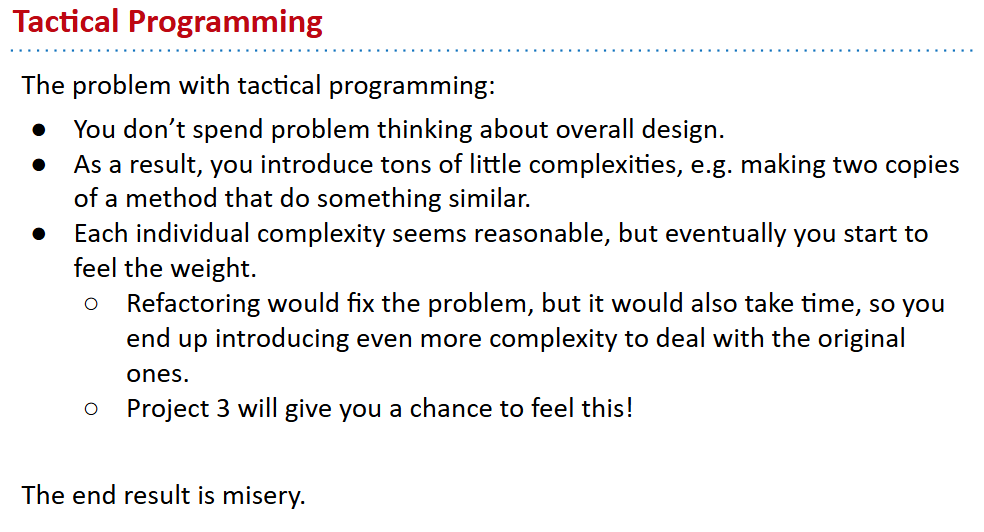 Tactical Programming
The problem with tactical programming:
● You don’t spend problem thinking about overall design.
● As a result, you introduce tons of little complexities, e.g. making two copies
of a method that do something similar.
● Each individual complexity seems reasonable, but eventually you start to
feel the weight.
○ Refactoring would fix the problem, but it would also take time, so you
end up introducing even more complexity to deal with the original
ones.
○ Project 3 will give you a chance to feel this!
The end result is misery.